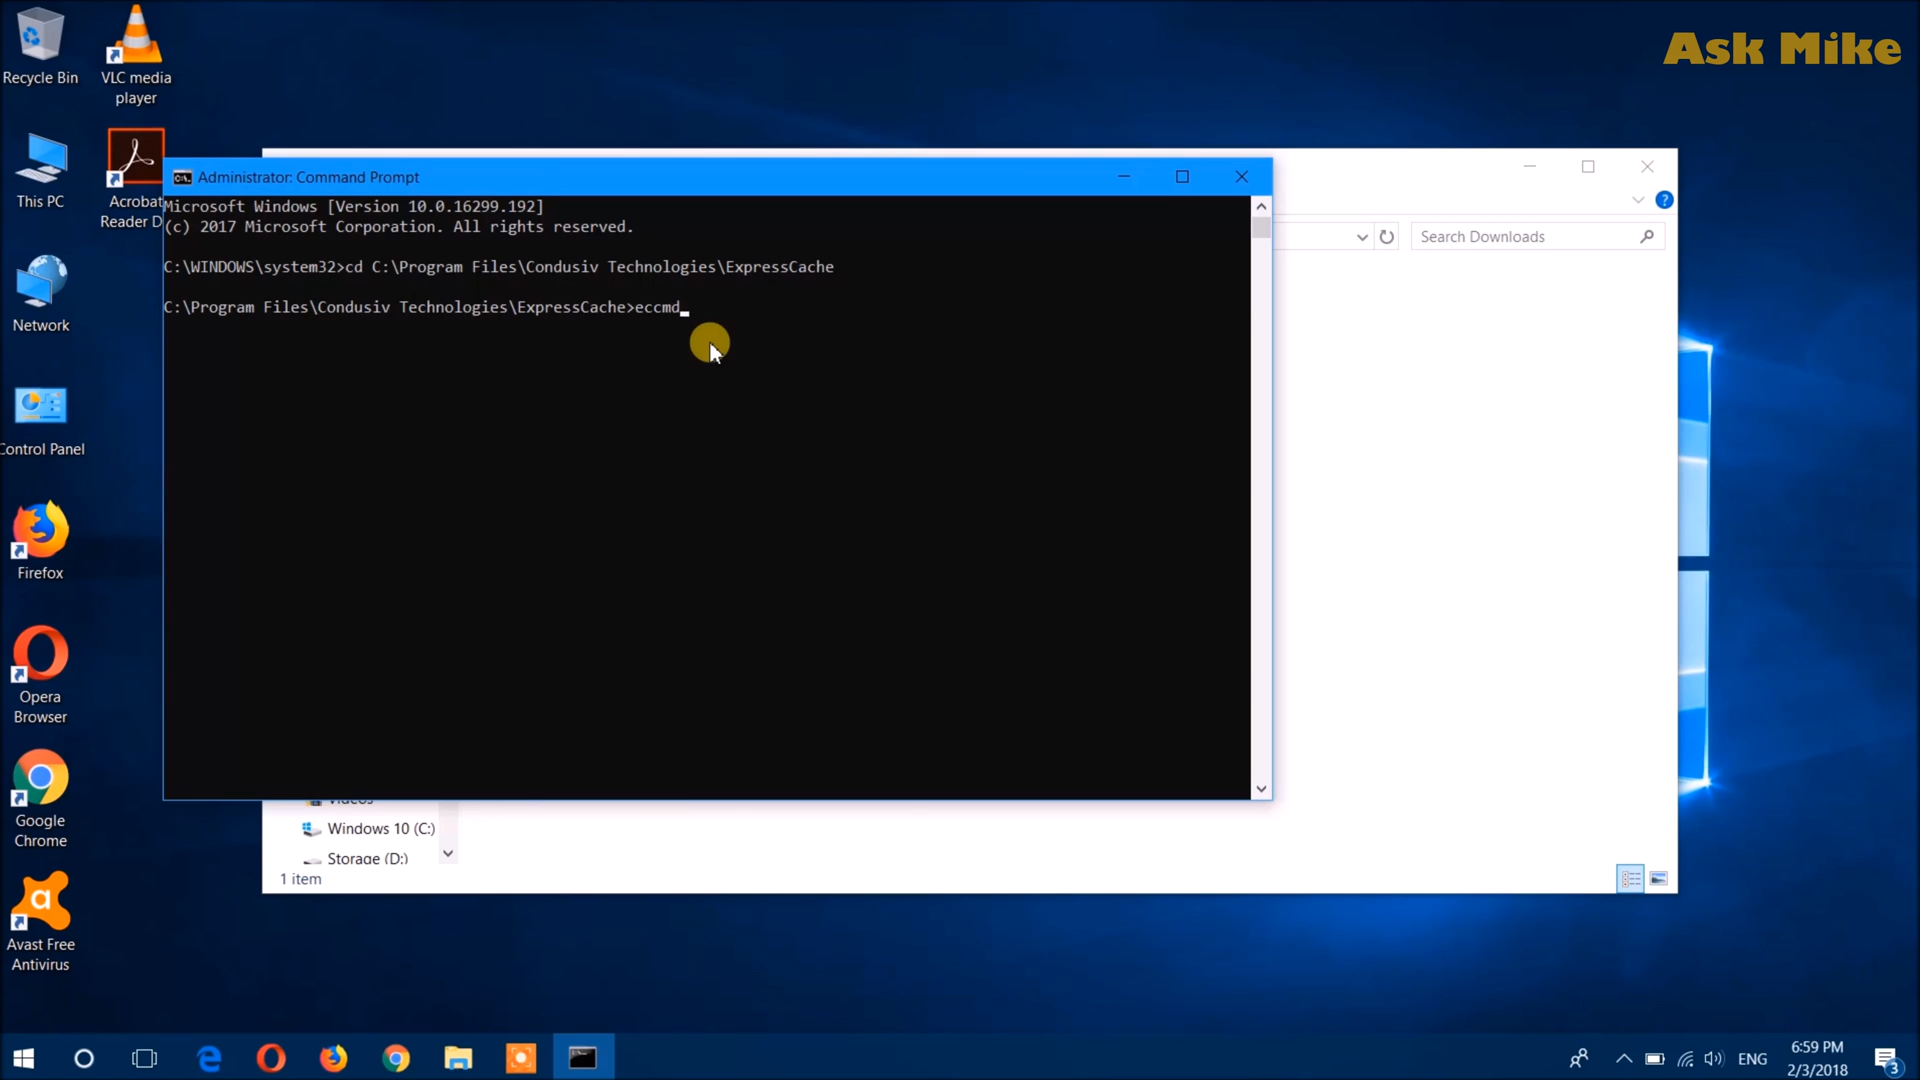 Ask Mike
Recycle Bin
VLC media
player
This PC
Acrobat
Reader D
Network
Control Panel
Firefox
Opera
Browser
Google
Chrome
Avast Free
Antivirus
Administrator: Command Prompt
Microsoft Windows [Version 10.0.16299.192]
(c) 2017 Microsoft Corporation. All rights reserved.
C:\WINDOWS\system32>cd C:\Program Files\Condusiv Technologies\ExpressCache
C:\Program Files\Condusiv Technologies\ExpressCache>eccmd
Search Downloads
Videos
Windows 10 (C:)
Storage (D:)
1 item
ENG
6:59 PM
2/3/2018
3